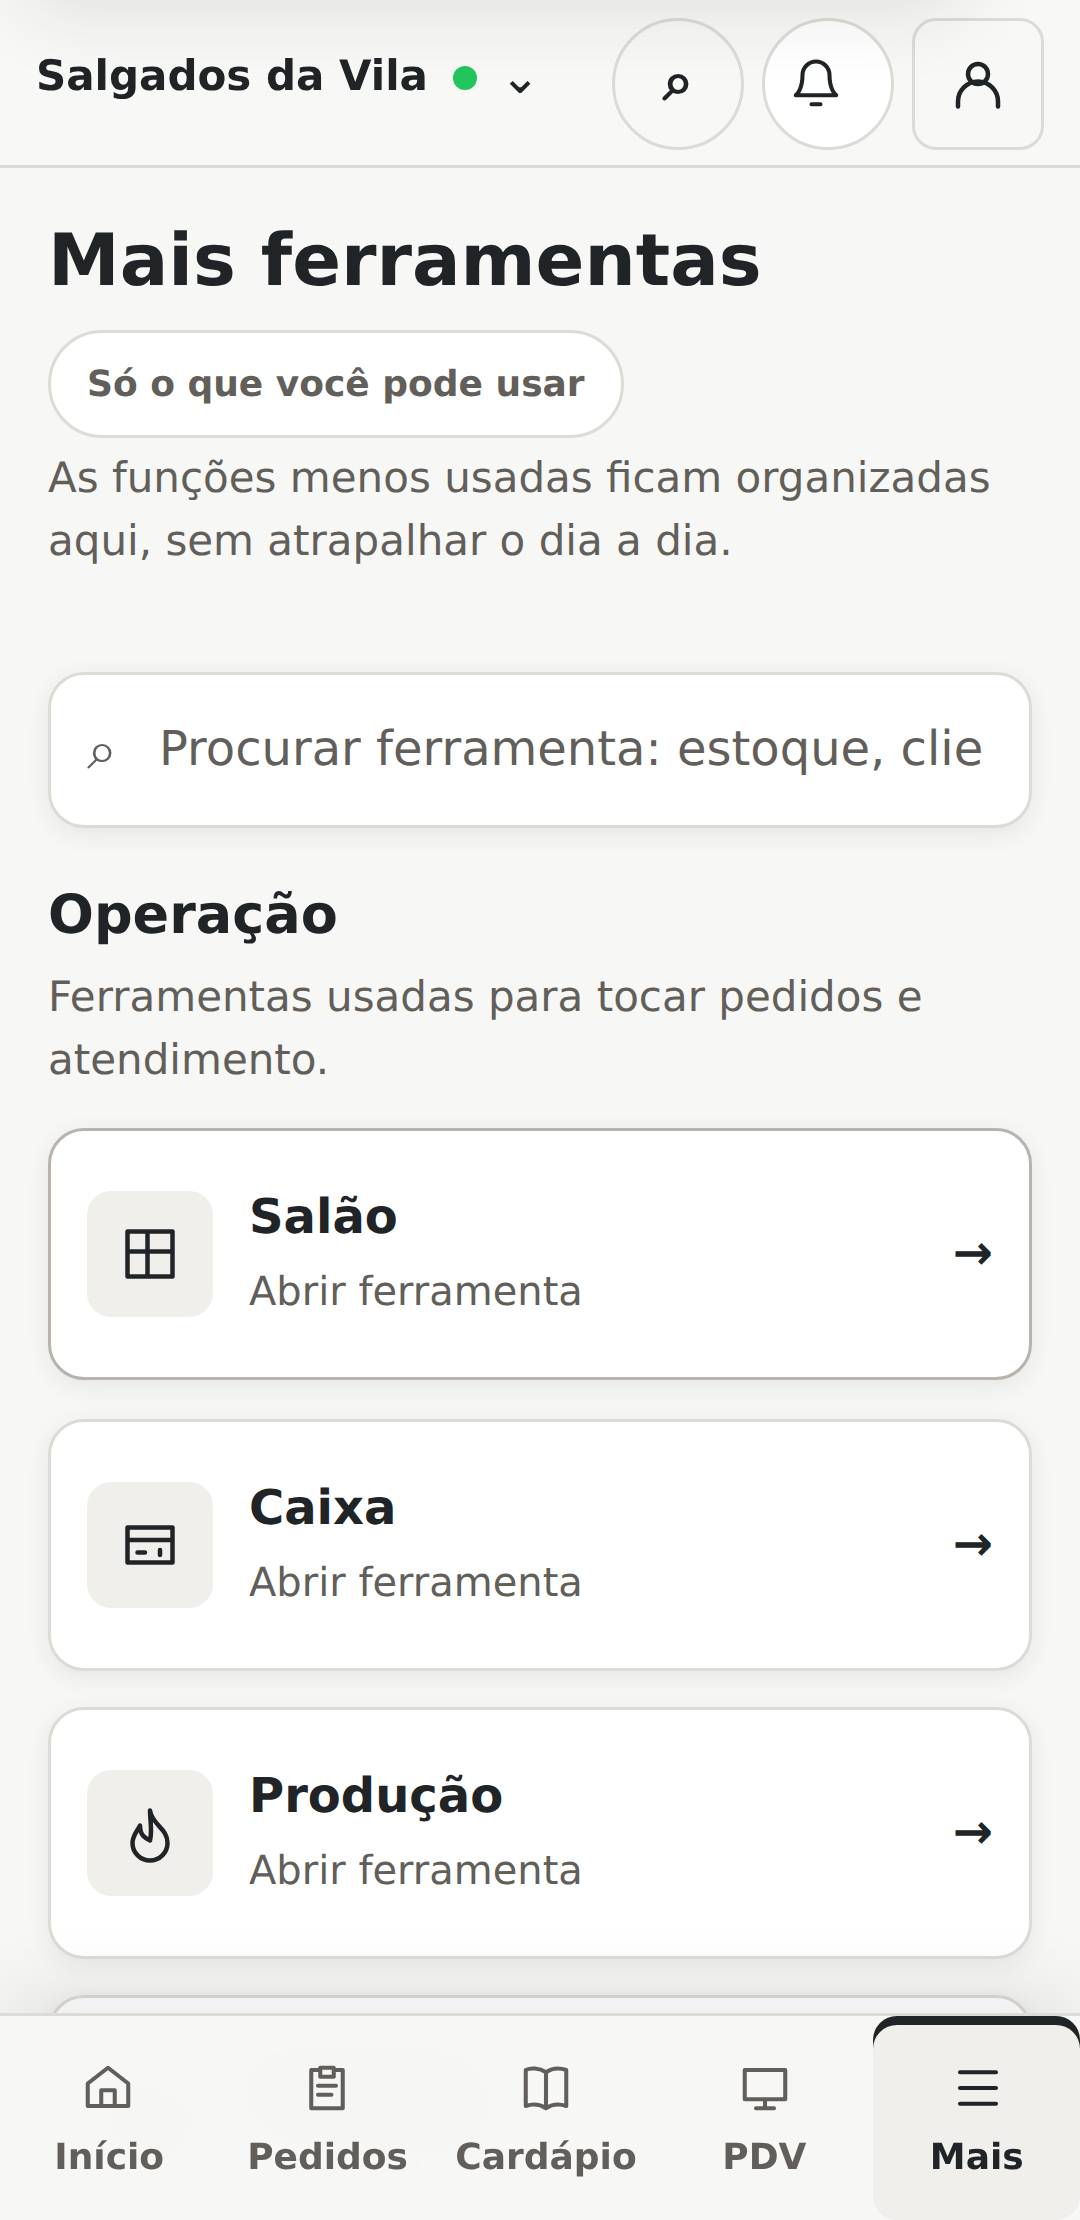 Salgados da Vila
Mais ferramentas
Só o que você pode usar
As funções menos usadas ficam organizadas
aqui, sem atrapalhar o dia a dia.
Procurar ferramenta: estoque, clie
Operação
Ferramentas usadas para tocar pedidos e
atendimento.
Salão
Abrir ferramenta
Caixa
Abrir ferramenta
Produção
Abrir ferramenta
Início
Pedidos
Cardápio
PDV
Mais